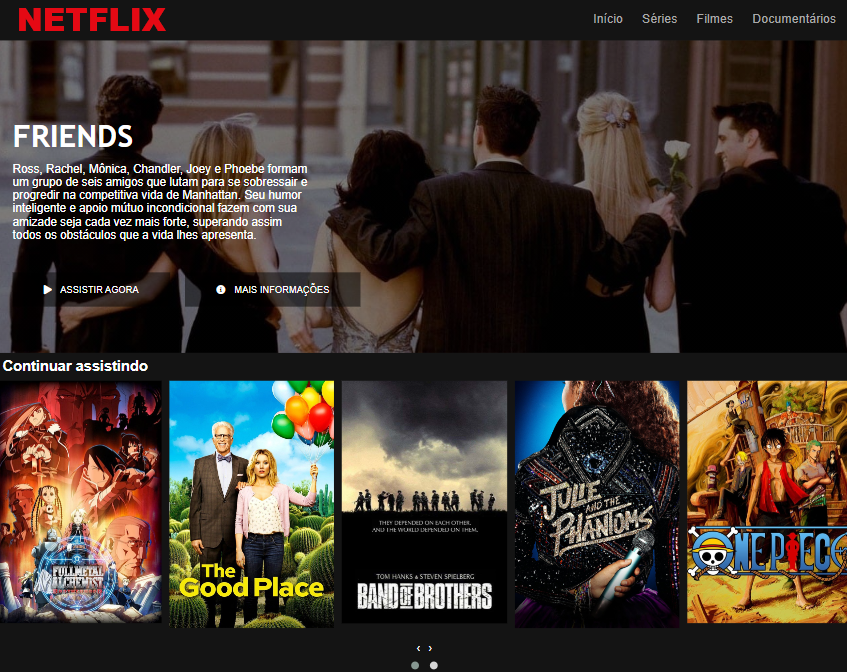 NETFLIX
Início Séries Filmes Documentários
FRIENDS
Ross, Rachel, Mônica, Chandler, Joey e Phoebe formam
um grupo de seis amigos que lutam para se sobressair e
progredir na competitiva vida de Manhattan. Seu humor
inteligente e apoio mútuo incondicional fazem com sua
amizade seja cada vez mais forte, superando assim
todos os obstáculos que a vida lhes apresenta.
ASSISTIR AGORA
MAIS INFORMAÇÕES
Continuar assistindo
FULLMETAL
ALCHEMIST
The
Good Place
THEY DEPENDED ON EACH OTHER.
AND THE WORLD DEPENDED ON THEM.
TOM HANKS & STEVEN SPIELBERG
BAND OF BROTHERS
JULIE
AND THE
PHANTOMS
ONE PIECE
‹ ›